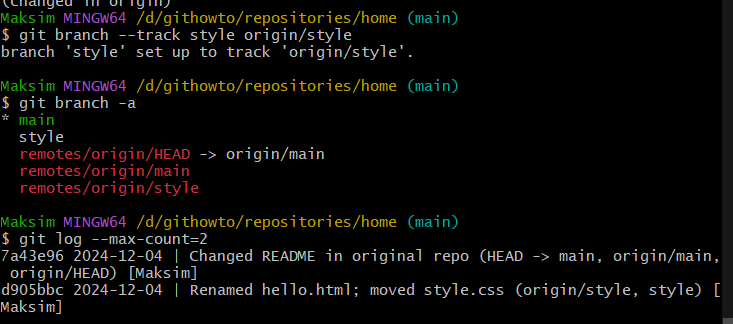 (changed in origin)
Maksim MINGW64 /d/githowto/repositories/home (main)
$ git branch --track style origin/style
branch 'style' set up to track 'origin/style'.
Maksim MINGW64 /d/githowto/repositories/home (main)
$ git branch -a
* main
style
remotes/origin/HEAD -> origin/main
remotes/origin/main
remotes/origin/style
Maksim MINGW64 /d/githowto/repositories/home (main)
$ git log --max-count=2
7a43e96 2024-12-04 | Changed README in original repo (HEAD -> main, origin/main,
origin/HEAD) [Maksim]
d905bbc 2024-12-04 | Renamed hello.html; moved style.css (origin/style, style) [
Maksim]